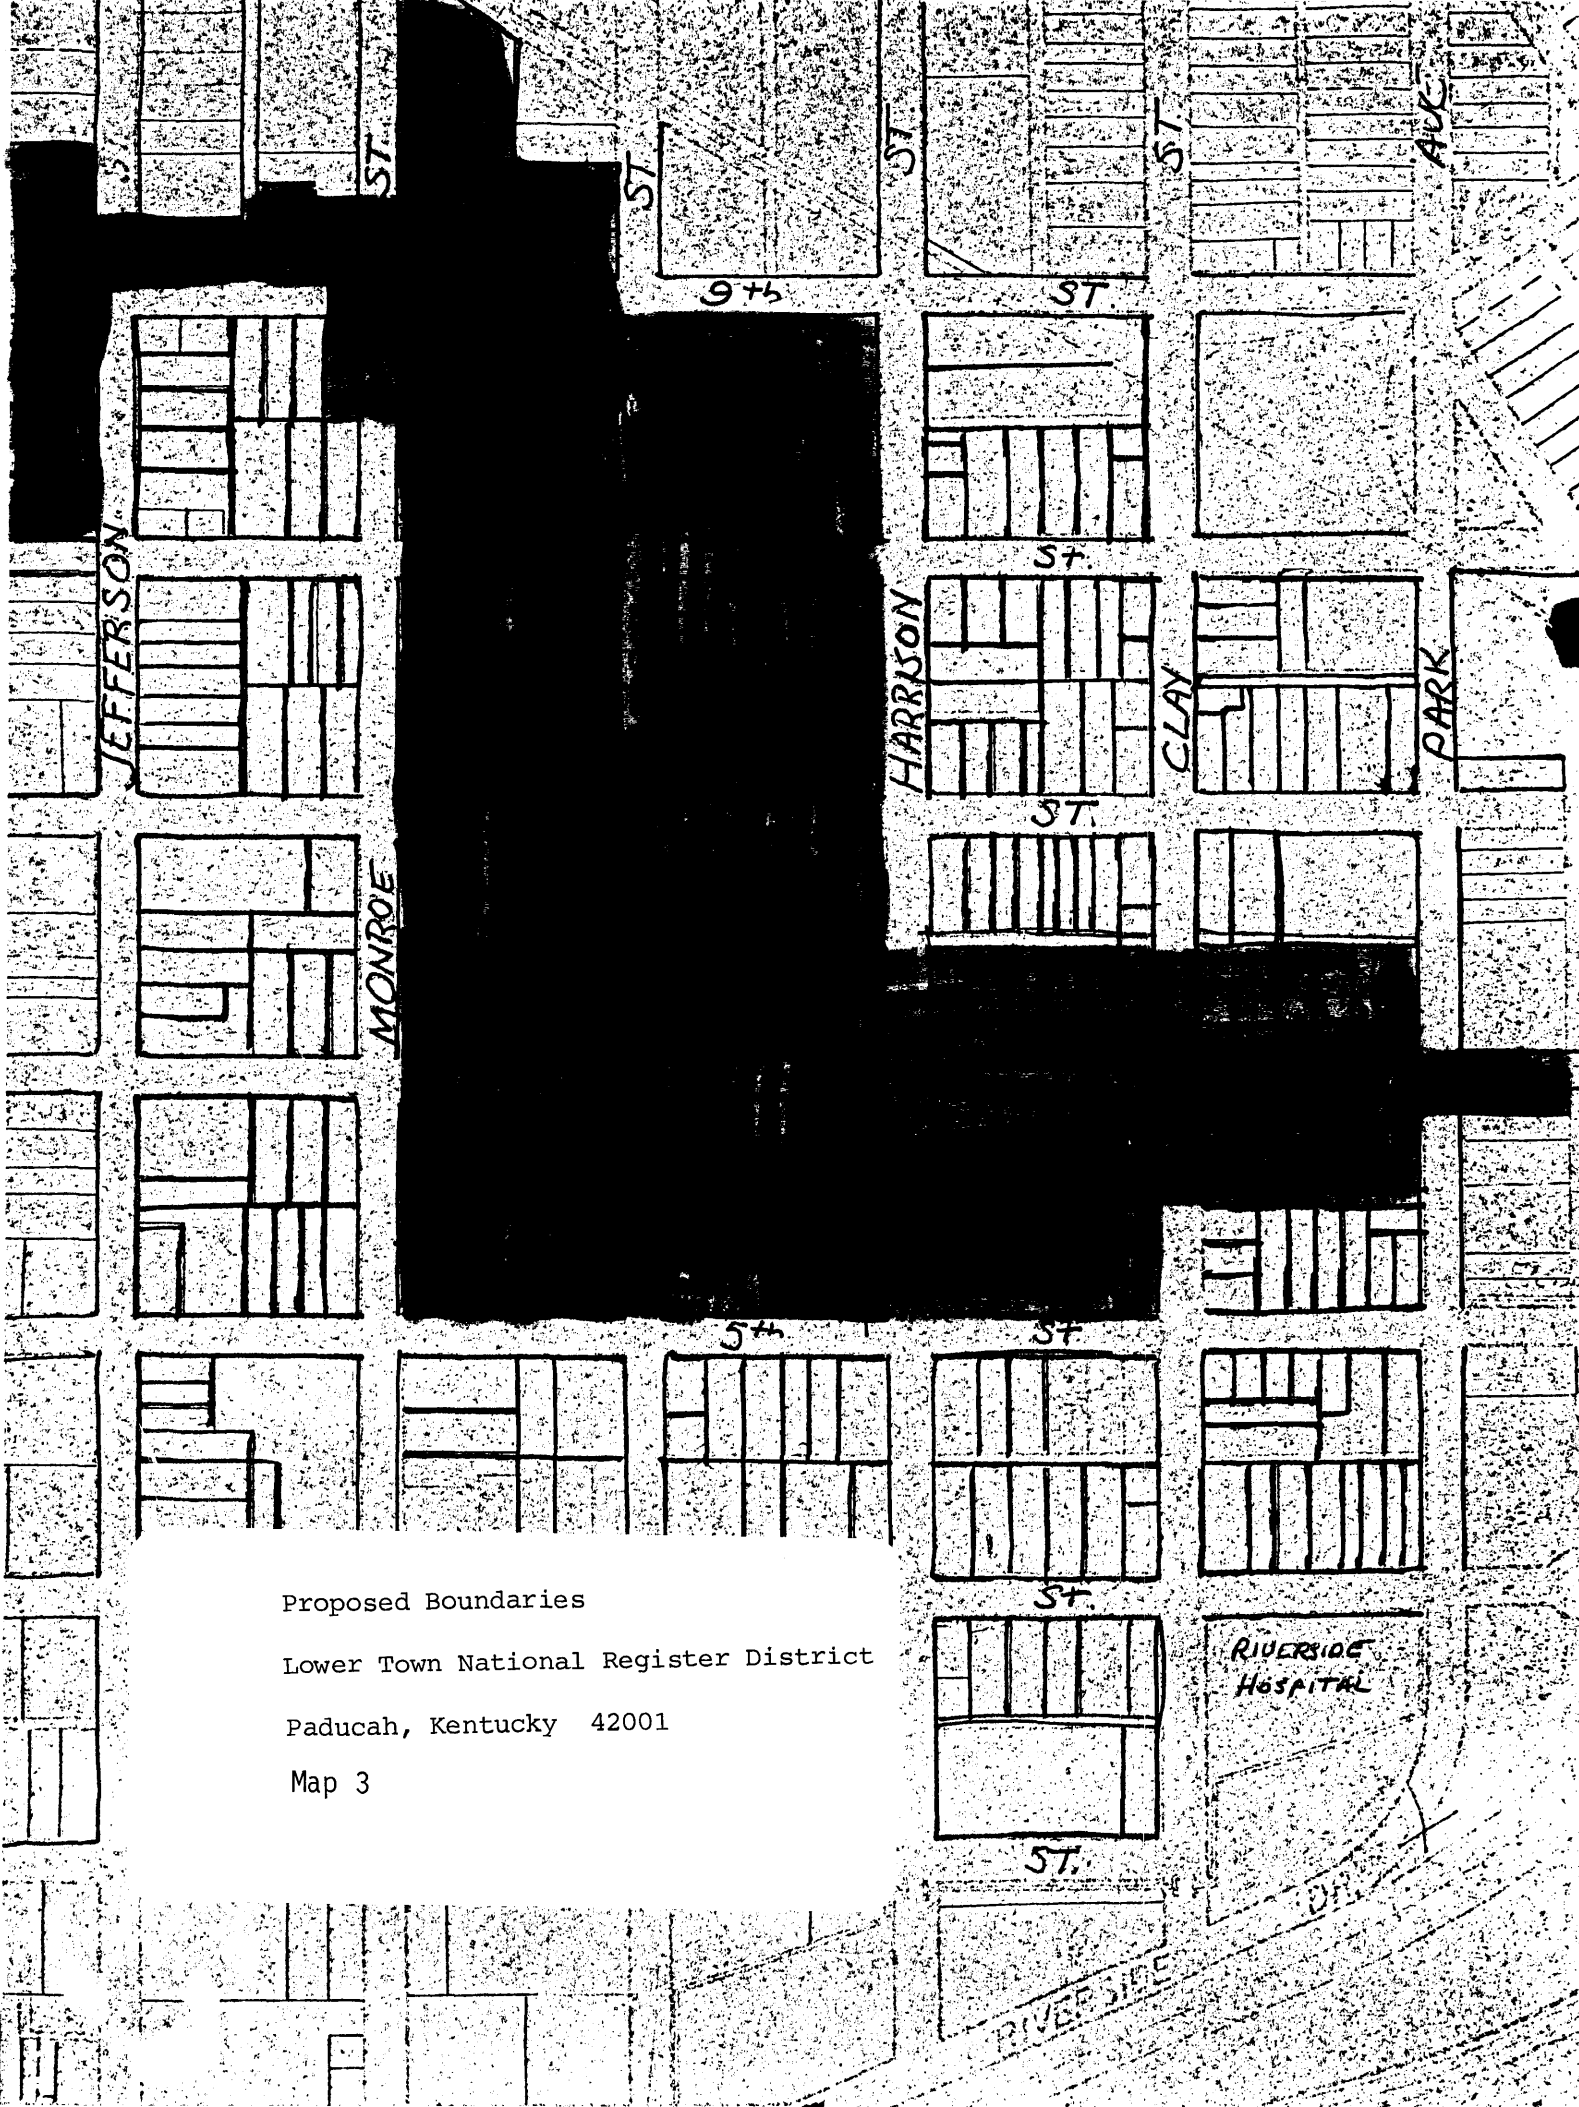 ST.
ST
ST
ST.
AVE.
9th
ST.
JEFFERSON
St.
HARRISON
CLAY
PARK
ST.
MONROE
5th
St
Proposed Boundaries
Lower Town National Register District
Paducah, Kentucky 42001
Map 3
St.
RIVERSIDE
HOSPITAL
ST.
RIVERSIDE
DR.